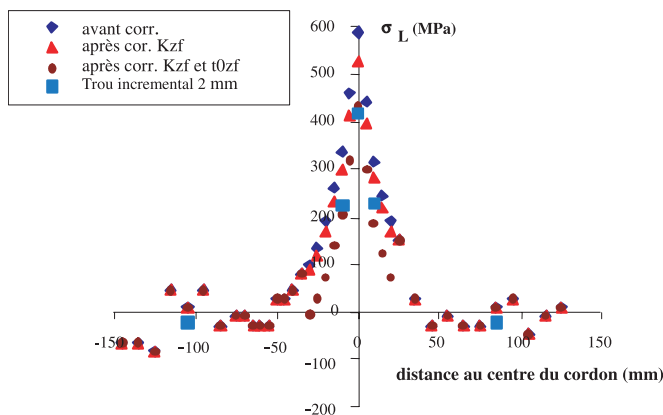 avant corr.
après cor. Kzf
après corr. Kzf et t0zf
Trou incremental 2 mm
σ L (MPa)
600
500
400
300
200
100
0
-100
-200
-150
-100
-50
0
50
100
150
distance au centre du cordon (mm)